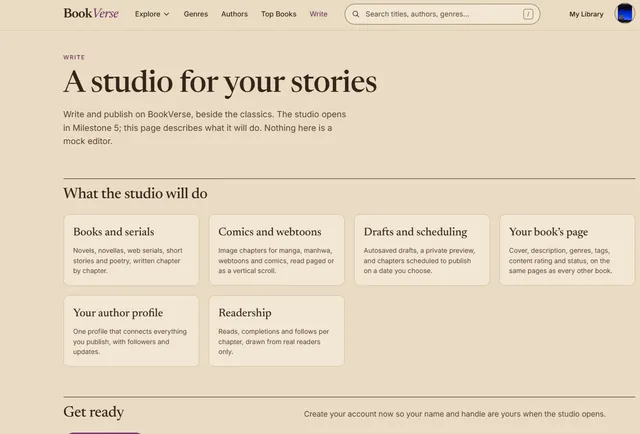 BookVerse Explore Genres Authors Top Books Write Search titles, authors, genres... / My Library
WRITE
A studio for your stories
Write and publish on BookVerse, beside the classics. The studio opens
in Milestone 5; this page describes what it will do. Nothing here is a
mock editor.
What the studio will do
Books and serials
Novels, novellas, web serials, short
stories and poetry, written chapter
by chapter.
Comics and webtoons
Image chapters for manga, manhwa,
webtoons and comics, read paged or
as a vertical scroll.
Drafts and scheduling
Autosaved drafts, a private preview,
and chapters scheduled to publish
on a date you choose.
Your book's page
Cover, description, genres, tags,
content rating and status, on the
same pages as every other book.
Your author profile
One profile that connects everything
you publish, with followers and
updates.
Readership
Reads, completions and follows per
chapter, drawn from real readers
only.
Get ready
Create your account now so your name and handle are yours when the studio opens.